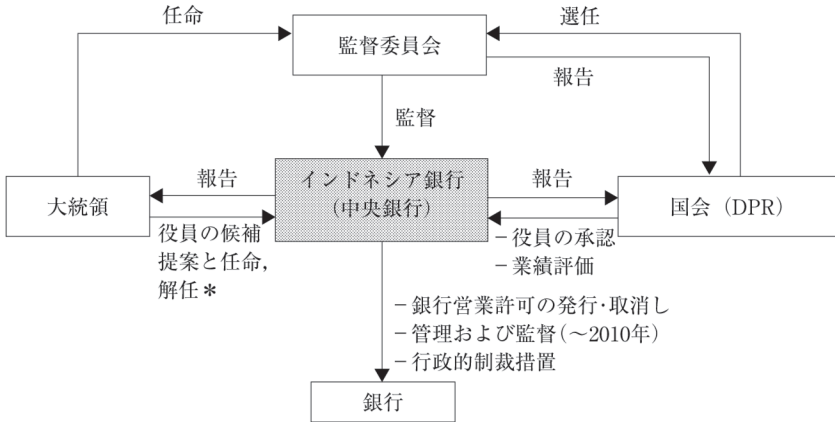 任命
選任
監督委員会
報告
監督
報告
インドネシア銀行
(中央銀行)
報告
大統領
国会（DPR）
役員の候補
提案と任命，
解任＊
－役員の承認
－業績評価
－銀行営業許可の発行・取消し
－管理および監督(～2010年)
－行政的制裁措置
銀行